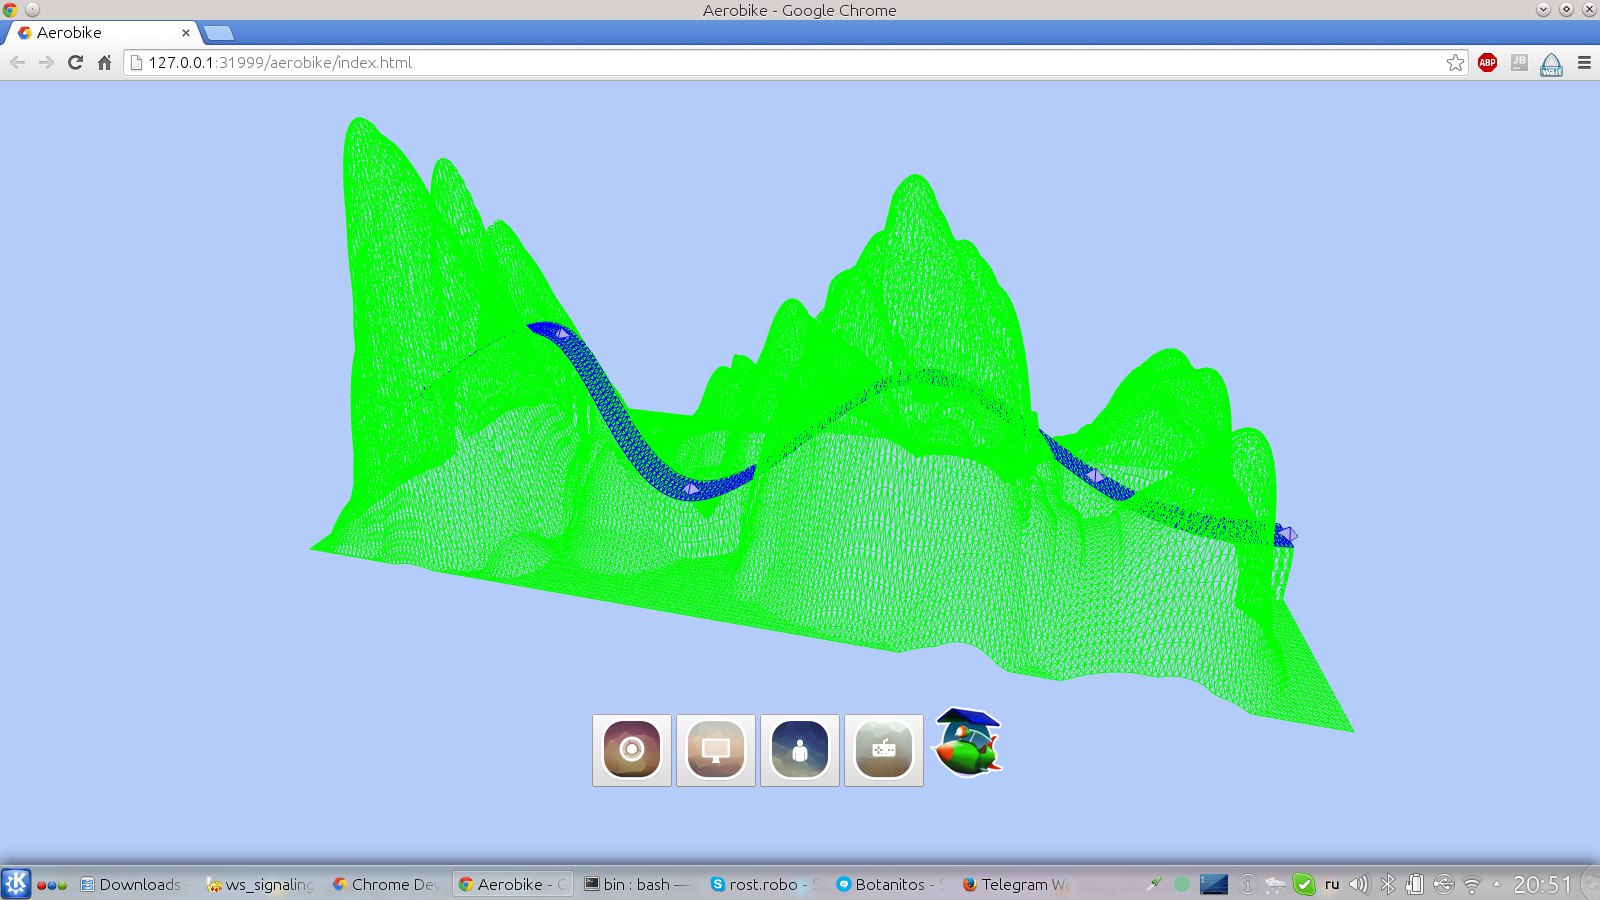 Aerobike - Google Chrome
Aerobike
127.0.0.1:31999/aerobike/index.html
ABP
JB
wait
Downloads
ws_signaling
Chrome Dev
Aerobike - C
bin : bash —
rost.robo - S
Botanitos - S
Telegram We
ru
20:51